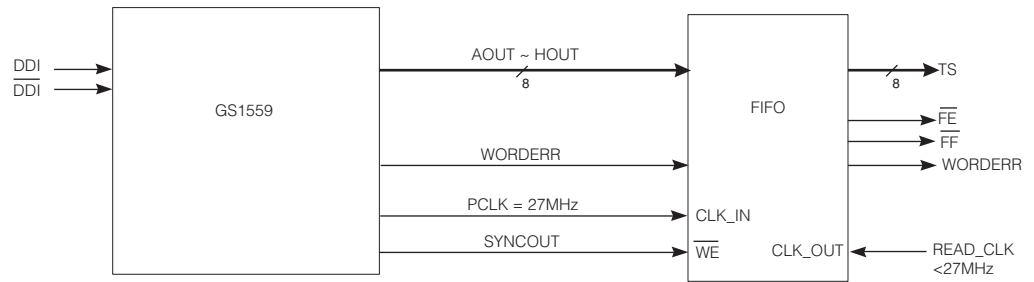 DDI
DDI
GS1559
AOUT ~ HOUT
8
WORDERR
PCLK = 27MHz
SYNCOUT
FIFO
CLK_IN
WE
CLK_OUT
8
TS
FE
FF
WORDERR
READ_CLK
<27MHz